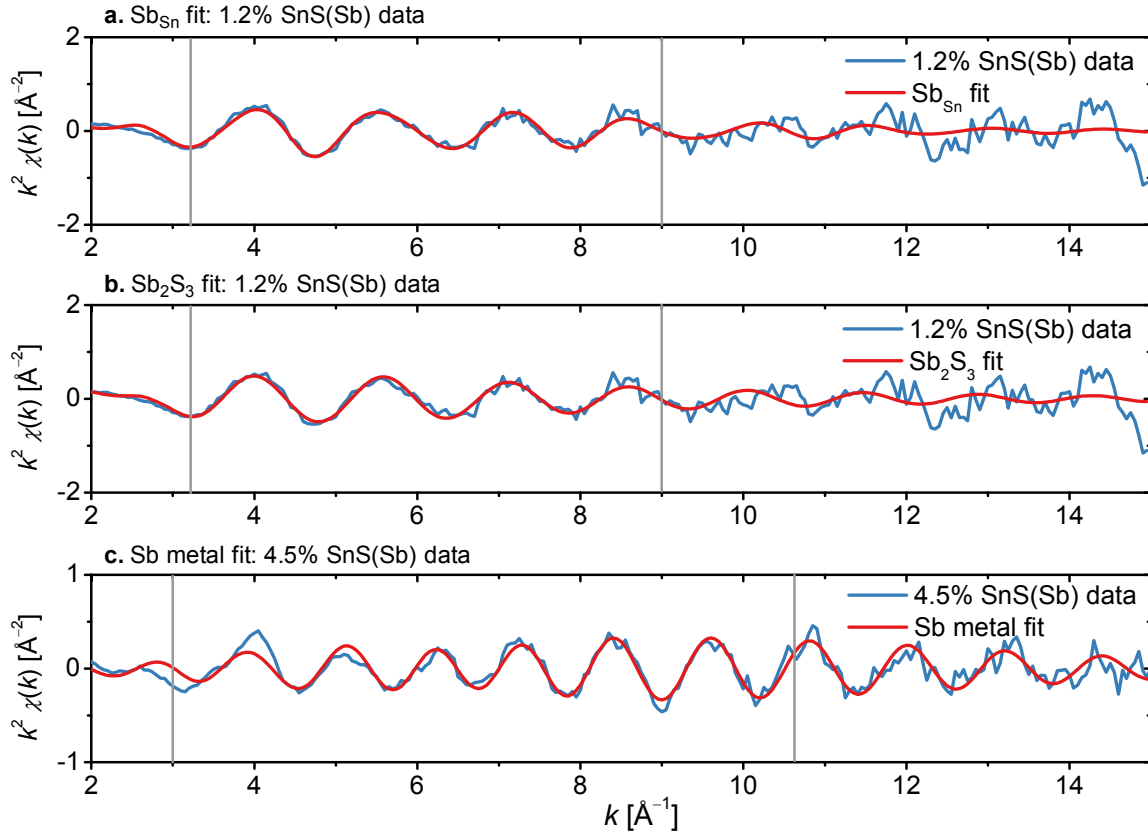 a. Sb_Sn fit: 1.2% SnS(Sb) data
2
0
-2
k² χ(k) [Å⁻²]
1.2% SnS(Sb) data
Sb_Sn fit
2 4 6 8 10 12 14
b. Sb₂S₃ fit: 1.2% SnS(Sb) data
2
0
-2
k² χ(k) [Å⁻²]
1.2% SnS(Sb) data
Sb₂S₃ fit
2 4 6 8 10 12 14
c. Sb metal fit: 4.5% SnS(Sb) data
1
0
-1
k² χ(k) [Å⁻²]
4.5% SnS(Sb) data
Sb metal fit
2 4 6 8 10 12 14
k [Å⁻¹]